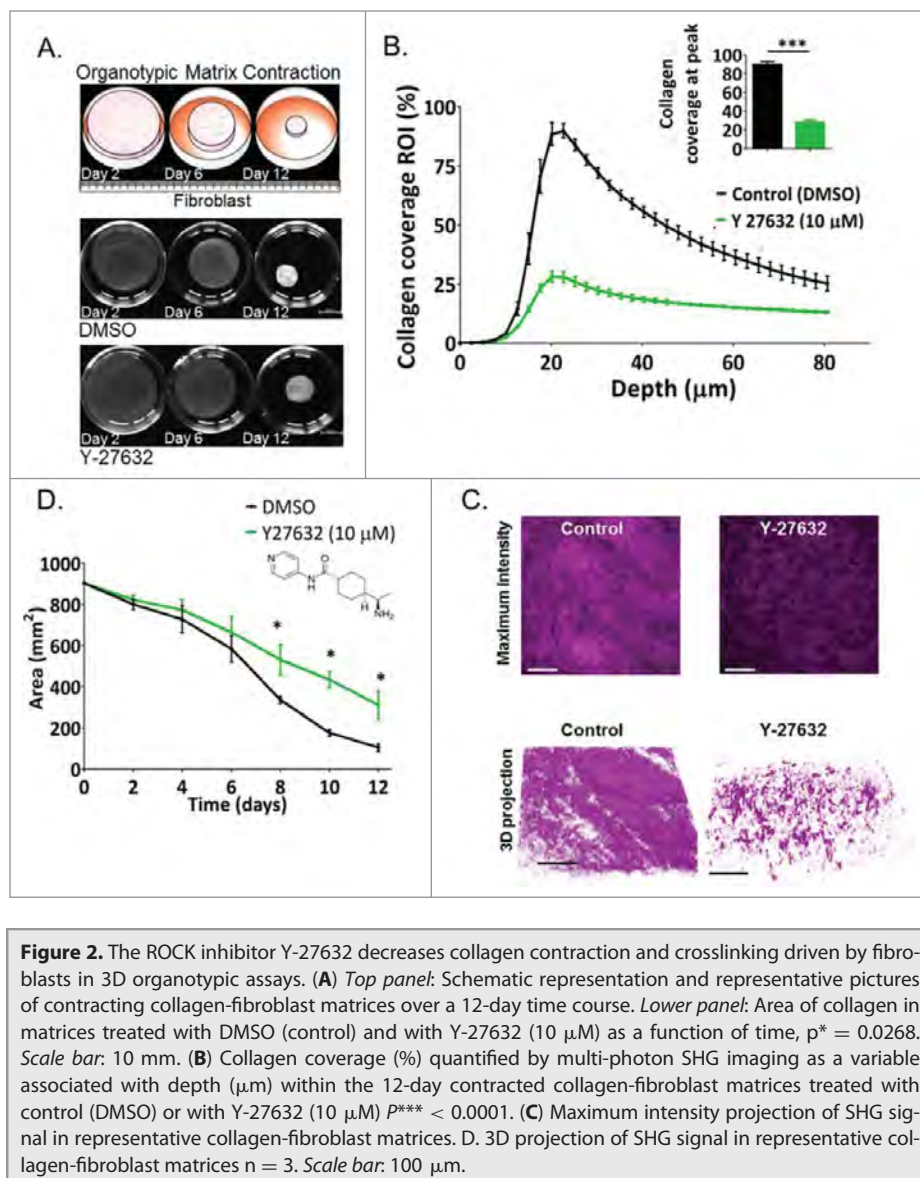 A.
Organotypic Matrix Contraction
Day 2 Day 6 Day 12
Fibroblast
Day 2 Day 6 Day 12
DMSO
Day 2 Day 6 Day 12
Y-27632
B.
Collagen coverage ROI (%)
100
75
50
25
0
0 20 40 60 80
Depth (μm)
Collagen
coverage at peak
100
80
60
40
20
0
***
Control (DMSO)
Y 27632 (10 μM)
D.
DMSO
Y27632 (10 μM)
N
O
N
H
H
NH2
Area (mm²)
1000
800
600
400
200
0
* * *
0 2 4 6 8 10 12
Time (days)
C.
Maximum intensity
Control Y-27632
3D projection
Control Y-27632
Figure 2. The ROCK inhibitor Y-27632 decreases collagen contraction and crosslinking driven by fibro-
blasts in 3D organotypic assays. (A) Top panel: Schematic representation and representative pictures
of contracting collagen-fibroblast matrices over a 12-day time course. Lower panel: Area of collagen in
matrices treated with DMSO (control) and with Y-27632 (10 μM) as a function of time, p* = 0.0268.
Scale bar: 10 mm. (B) Collagen coverage (%) quantified by multi-photon SHG imaging as a variable
associated with depth (μm) within the 12-day contracted collagen-fibroblast matrices treated with
control (DMSO) or with Y-27632 (10 μM) P*** < 0.0001. (C) Maximum intensity projection of SHG sig-
nal in representative collagen-fibroblast matrices. D. 3D projection of SHG signal in representative col-
lagen-fibroblast matrices n = 3. Scale bar: 100 μm.